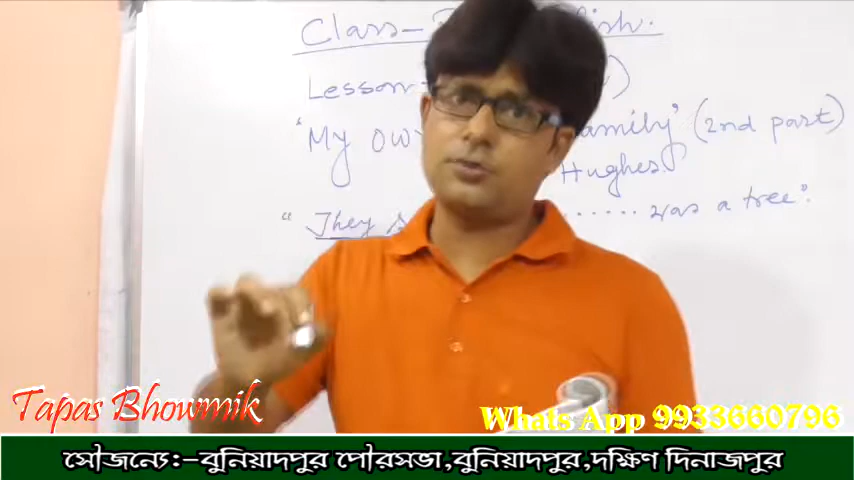 Class-
Lesson-
"My own family" (2nd part)
Hughes.
"They ...... was a tree".
Tapas Bhowmik
Whats App 9933660796
সৌজন্যে:-বুনিয়াদপুর পৌরসভা,বুনিয়াদপুর,দক্ষিণ দিনাজপুর